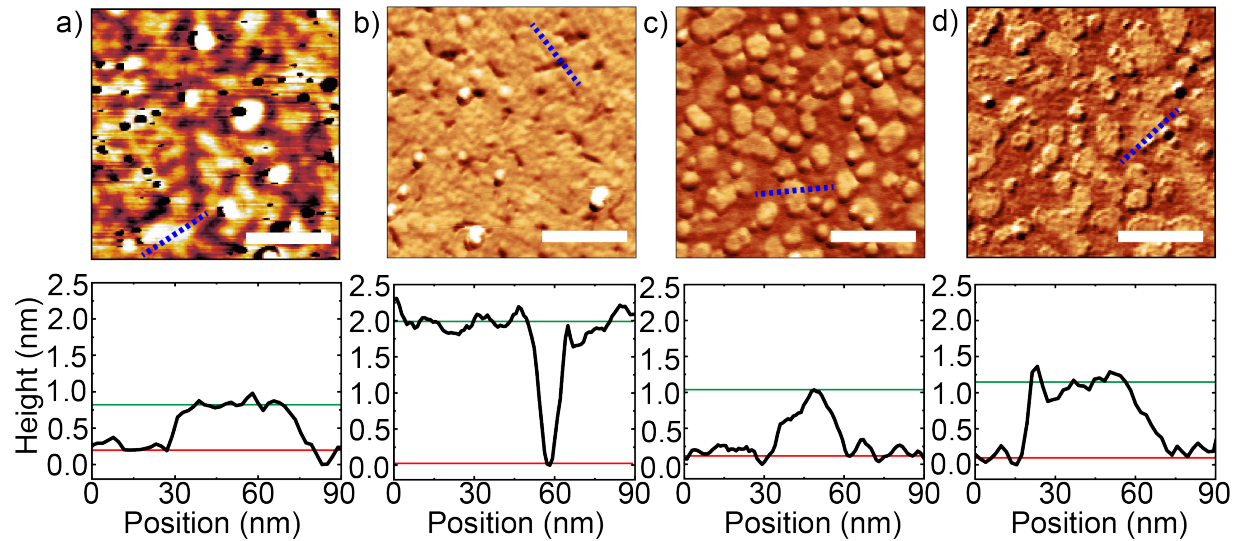 a) b) c) d)
2.5 2.5 2.5 2.5
2.0 2.0 2.0 2.0
1.5 1.5 1.5 1.5
1.0 1.0 1.0 1.0
0.5 0.5 0.5 0.5
0.0 0.0 0.0 0.0
Height (nm)
0 30 60 90 0 30 60 90 0 30 60 90 0 30 60 90
Position (nm) Position (nm) Position (nm) Position (nm)